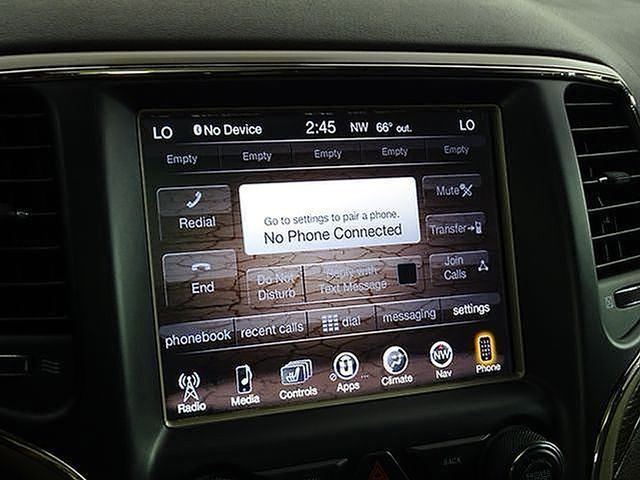 LO No Device 2:45 NW 66° out. LO
Empty Empty Empty Empty Empty
Redial
Go to settings to pair a phone.
No Phone Connected
Mute
Transfer
End
Do Not
Disturb
Reply with
Text Message
Join
Calls
phonebook recent calls dial messaging settings
Radio Media Controls Apps Climate Nav Phone
NW
BACK